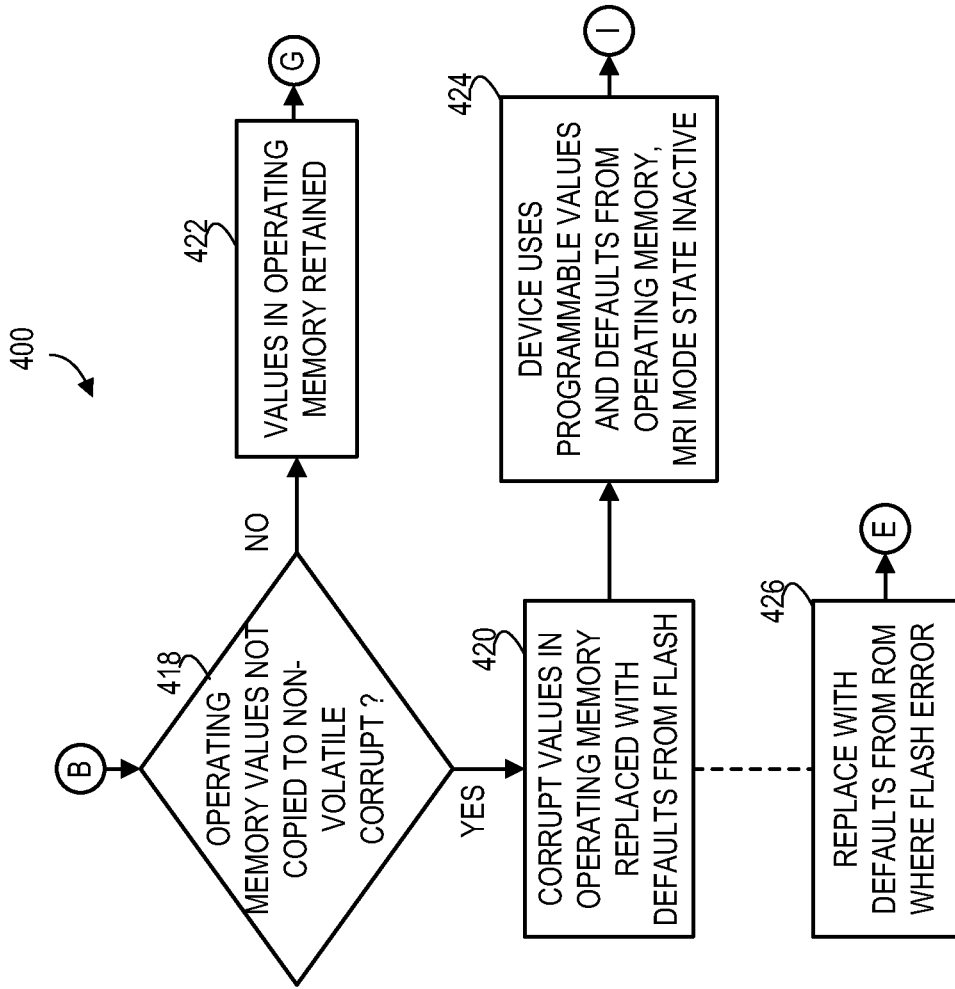 400
B
418
OPERATING
MEMORY VALUES NOT
COPIED TO NON-
VOLATILE
CORRUPT ?
NO
422
VALUES IN OPERATING
MEMORY RETAINED
G
YES
420
CORRUPT VALUES IN
OPERATING MEMORY
REPLACED WITH
DEFAULTS FROM FLASH
424
DEVICE USES
PROGRAMMABLE VALUES
AND DEFAULTS FROM
OPERATING MEMORY,
MRI MODE STATE INACTIVE
I
426
REPLACE WITH
DEFAULTS FROM ROM
WHERE FLASH ERROR
E